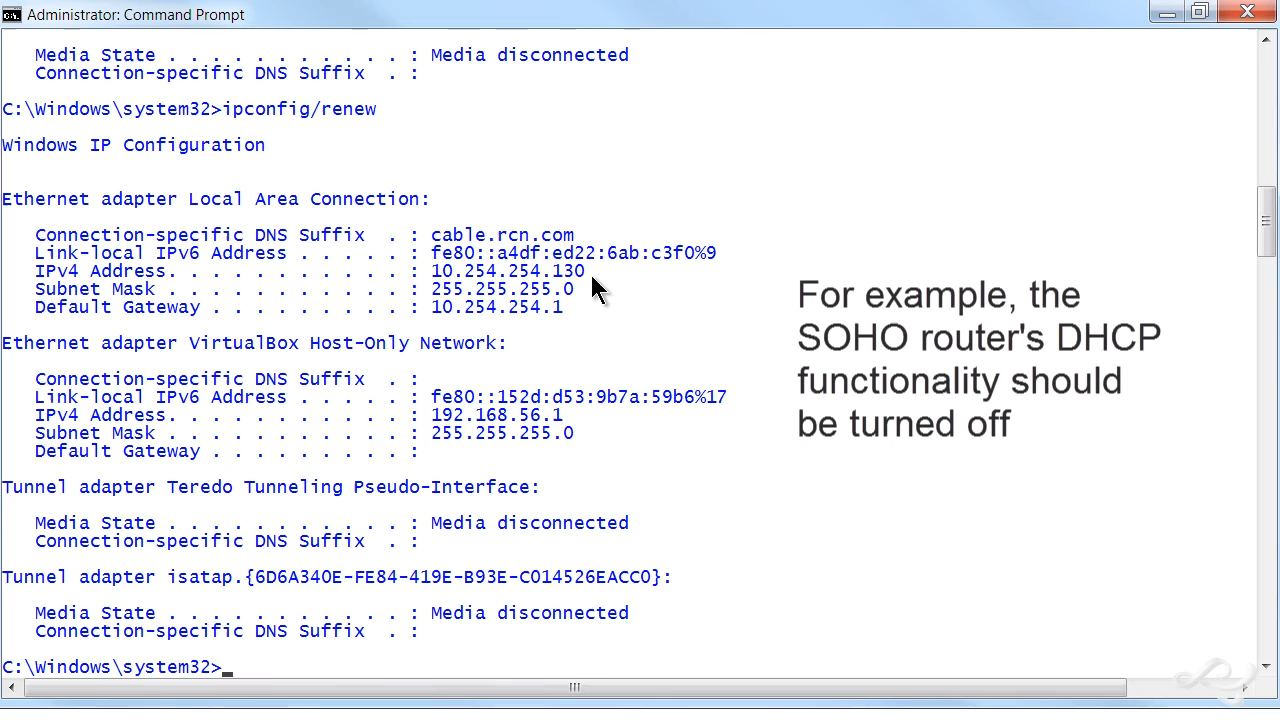 Administrator: Command Prompt
Media State . . . . . . . . . . . : Media disconnected
Connection-specific DNS Suffix  . :
C:\Windows\system32>ipconfig/renew
Windows IP Configuration
Ethernet adapter Local Area Connection:
Connection-specific DNS Suffix  . : cable.rcn.com
Link-local IPv6 Address . . . . . : fe80::a4df:ed22:6ab:c3f0%9
IPv4 Address. . . . . . . . . . . : 10.254.254.130
Subnet Mask . . . . . . . . . . . : 255.255.255.0
Default Gateway . . . . . . . . . : 10.254.254.1
Ethernet adapter VirtualBox Host-Only Network:
Connection-specific DNS Suffix  . :
Link-local IPv6 Address . . . . . : fe80::152d:d53:9b7a:59b6%17
IPv4 Address. . . . . . . . . . . : 192.168.56.1
Subnet Mask . . . . . . . . . . . : 255.255.255.0
Default Gateway . . . . . . . . . :
Tunnel adapter Teredo Tunneling Pseudo-Interface:
Media State . . . . . . . . . . . : Media disconnected
Connection-specific DNS Suffix  . :
Tunnel adapter isatap.{6D6A340E-FE84-419E-B93E-C014526EACC0}:
Media State . . . . . . . . . . . : Media disconnected
Connection-specific DNS Suffix  . :
C:\Windows\system32>_
For example, the
SOHO router's DHCP
functionality should
be turned off